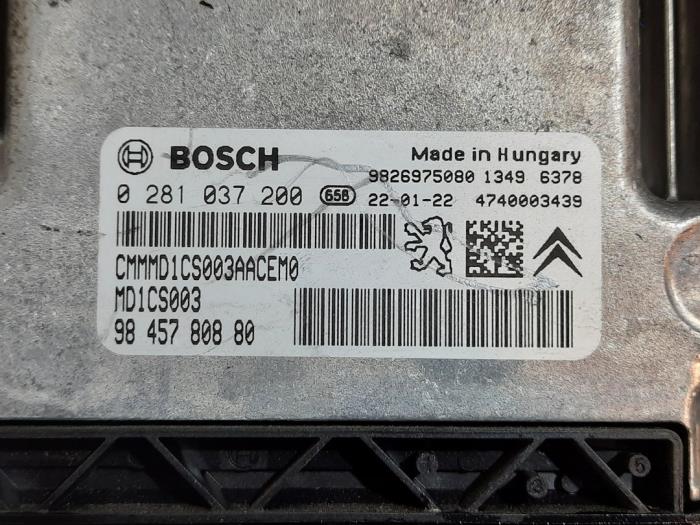 BOSCH
Made in Hungary
9826975080 1349 6378
0 281 037 200 658 22-01-22 4740003439
CMMMD1CS003AACEM0
MD1CS003
98 457 808 80